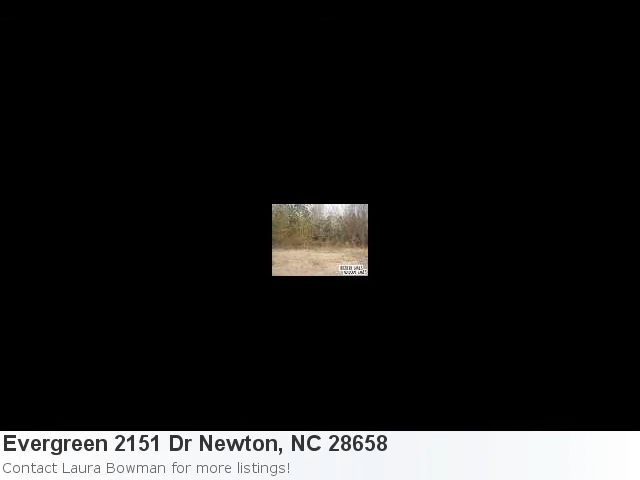 Evergreen 2151 Dr Newton, NC 28658
Contact Laura Bowman for more listings!